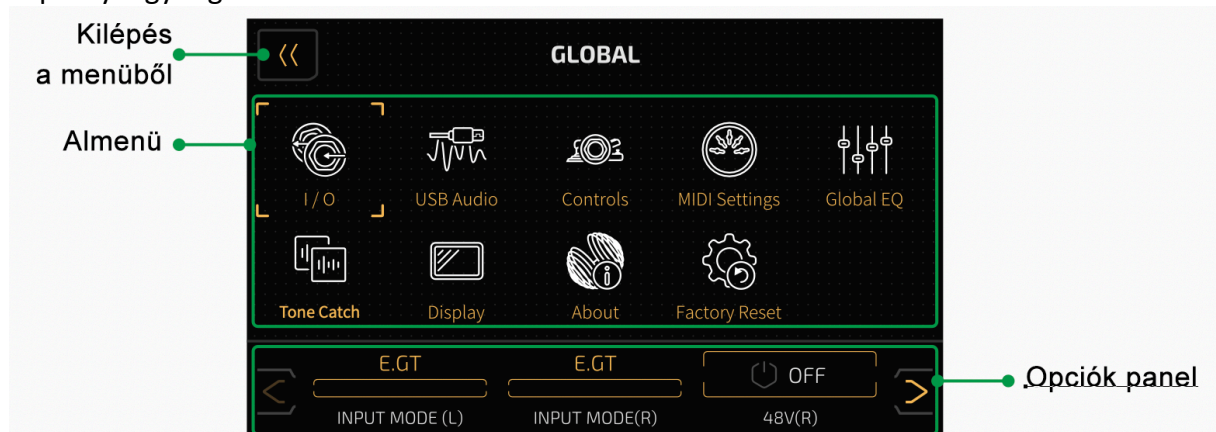 Kilépés
a menüből
<<
GLOBAL
Almenü
I / O
USB Audio
Controls
MIDI Settings
Global EQ
Tone Catch
Display
About
Factory Reset
E.GT
E.GT
OFF
INPUT MODE (L)
INPUT MODE(R)
48V(R)
Opciók panel